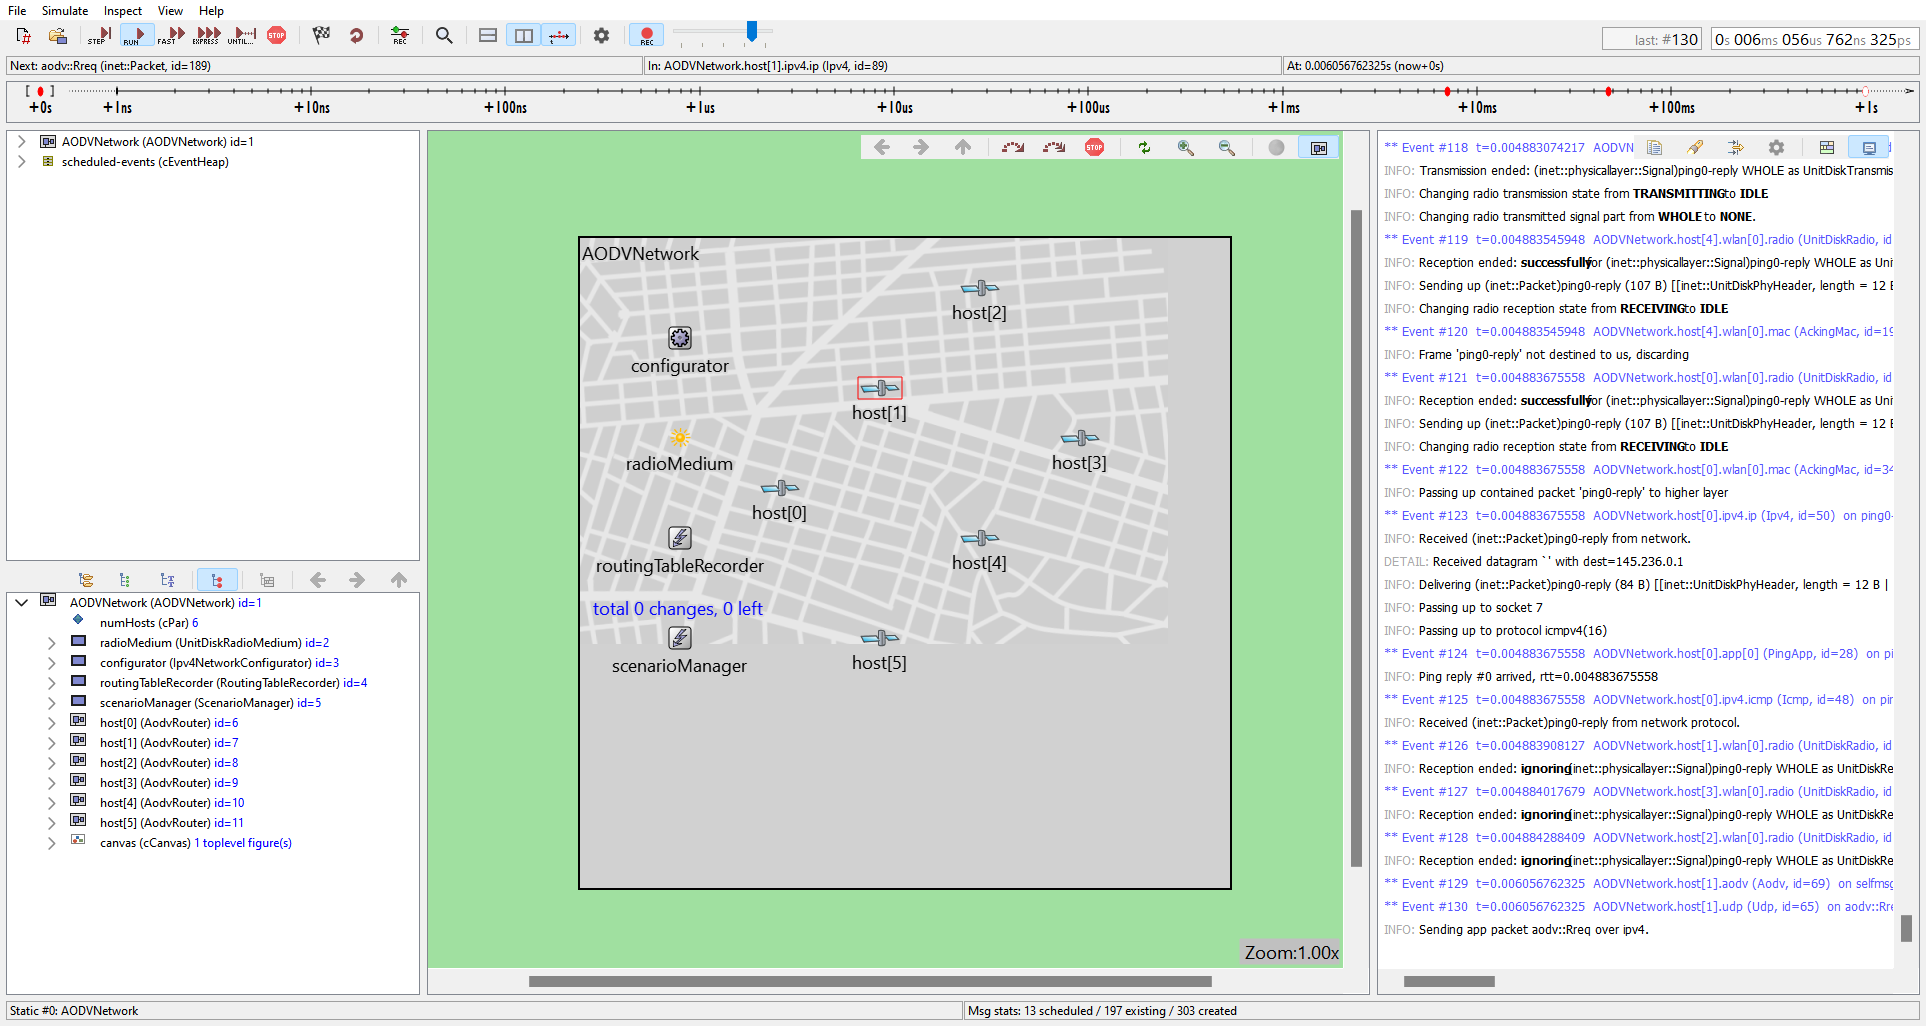 File Simulate Inspect View Help
STEP RUN FAST EXPRESS UNTIL... STOP REC REC
last: #130 0s 006ms 056us 762ns 325ps
Next: aodv::Rreq (inet::Packet, id=189) In: AODVNetwork.host[1].ipv4.ip (Ipv4, id=89) At: 0.006056762325s (now+0s)
+0s +1ns +10ns +100ns +1us +10us +100us +1ms +10ms +100ms +1s
AODVNetwork (AODVNetwork) id=1
scheduled-events (cEventHeap)
AODVNetwork (AODVNetwork) id=1
numHosts (cPar) 6
radioMedium (UnitDiskRadioMedium) id=2
configurator (Ipv4NetworkConfigurator) id=3
routingTableRecorder (RoutingTableRecorder) id=4
scenarioManager (ScenarioManager) id=5
host[0] (AodvRouter) id=6
host[1] (AodvRouter) id=7
host[2] (AodvRouter) id=8
host[3] (AodvRouter) id=9
host[4] (AodvRouter) id=10
host[5] (AodvRouter) id=11
canvas (cCanvas) 1 toplevel figure(s)
STOP
AODVNetwork
host[2]
configurator
host[1]
radioMedium
host[3]
host[0]
routingTableRecorder
host[4]
total 0 changes, 0 left
scenarioManager
host[5]
Zoom:1.00x
** Event #118 t=0.004883074217 AODVN
INFO: Transmission ended: (inet::physicallayer::Signal)ping0-reply WHOLE as UnitDiskTransmis
INFO: Changing radio transmission state from TRANSMITTING to IDLE.
INFO: Changing radio transmitted signal part from WHOLE to NONE.
** Event #119 t=0.004883545948 AODVNetwork.host[4].wlan[0].radio (UnitDiskRadio, id
INFO: Reception ended: successfully for (inet::physicallayer::Signal)ping0-reply WHOLE as Uni
INFO: Sending up (inet::Packet)ping0-reply (107 B) [[inet::UnitDiskPhyHeader, length = 12 B
INFO: Changing radio reception state from RECEIVING to IDLE.
** Event #120 t=0.004883545948 AODVNetwork.host[4].wlan[0].mac (AckingMac, id=19
INFO: Frame 'ping0-reply' not destined to us, discarding
** Event #121 t=0.004883675558 AODVNetwork.host[0].wlan[0].radio (UnitDiskRadio, id
INFO: Reception ended: successfully for (inet::physicallayer::Signal)ping0-reply WHOLE as Uni
INFO: Sending up (inet::Packet)ping0-reply (107 B) [[inet::UnitDiskPhyHeader, length = 12 B
INFO: Changing radio reception state from RECEIVING to IDLE.
** Event #122 t=0.004883675558 AODVNetwork.host[0].wlan[0].mac (AckingMac, id=34
INFO: Passing up contained packet 'ping0-reply' to higher layer
** Event #123 t=0.004883675558 AODVNetwork.host[0].ipv4.ip (Ipv4, id=50) on ping0-
INFO: Received (inet::Packet)ping0-reply from network.
DETAIL: Received datagram `' with dest=145.236.0.1
INFO: Delivering (inet::Packet)ping0-reply (84 B) [[inet::UnitDiskPhyHeader, length = 12 B |
INFO: Passing up to socket 7
INFO: Passing up to protocol icmpv4(16)
** Event #124 t=0.004883675558 AODVNetwork.host[0].app[0] (PingApp, id=28) on pi
INFO: Ping reply #0 arrived, rtt=0.004883675558
** Event #125 t=0.004883675558 AODVNetwork.host[0].ipv4.icmp (Icmp, id=48) on pin
INFO: Received (inet::Packet)ping0-reply from network protocol.
** Event #126 t=0.004883908127 AODVNetwork.host[1].wlan[0].radio (UnitDiskRadio, id
INFO: Reception ended: ignoring (inet::physicallayer::Signal)ping0-reply WHOLE as UnitDiskRe
** Event #127 t=0.004884017679 AODVNetwork.host[3].wlan[0].radio (UnitDiskRadio, id
INFO: Reception ended: ignoring (inet::physicallayer::Signal)ping0-reply WHOLE as UnitDiskRe
** Event #128 t=0.004884288409 AODVNetwork.host[2].wlan[0].radio (UnitDiskRadio, id
INFO: Reception ended: ignoring (inet::physicallayer::Signal)ping0-reply WHOLE as UnitDiskRe
** Event #129 t=0.006056762325 AODVNetwork.host[1].aodv (Aodv, id=69) on selfmsg
** Event #130 t=0.006056762325 AODVNetwork.host[1].udp (Udp, id=65) on aodv::Rre
INFO: Sending app packet aodv::Rreq over ipv4.
Static #0: AODVNetwork Msg stats: 13 scheduled / 197 existing / 303 created